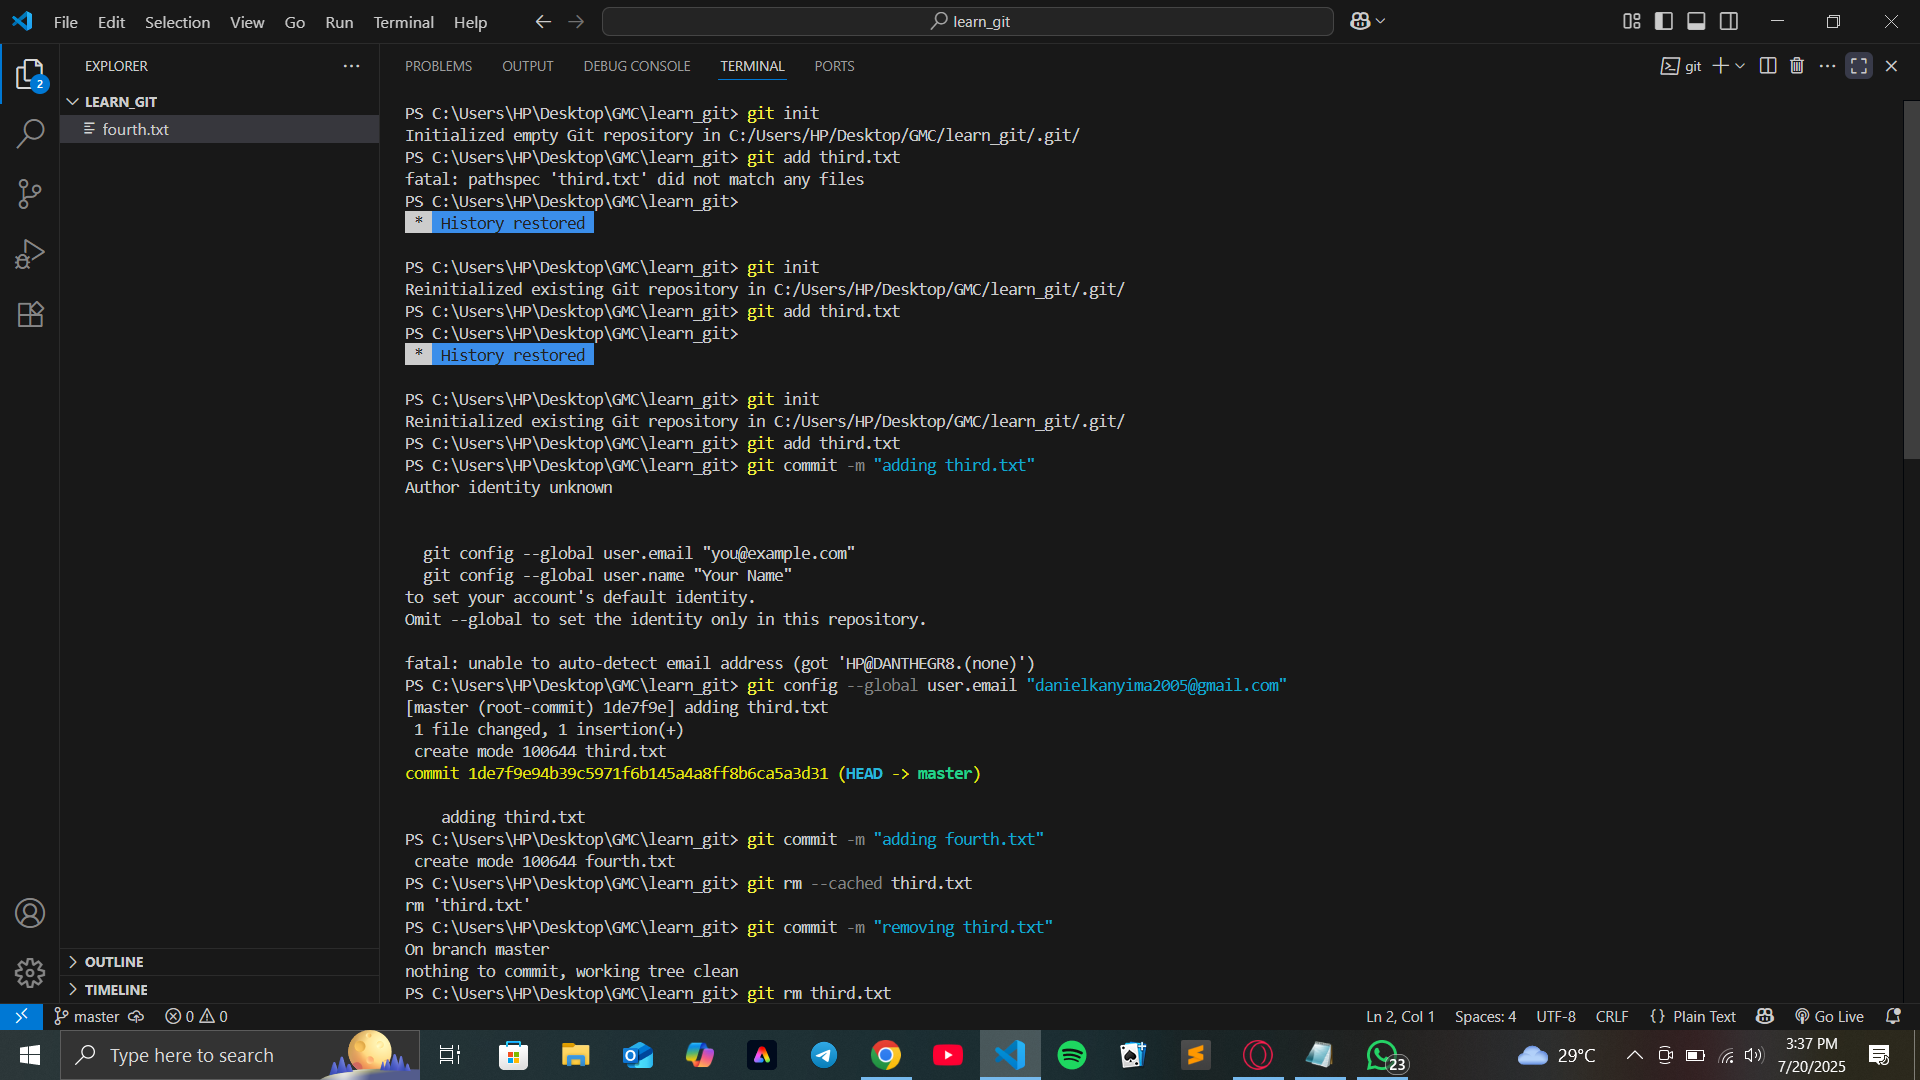 File Edit Selection View Go Run Terminal Help
learn_git
EXPLORER
2
LEARN_GIT
fourth.txt
PROBLEMS OUTPUT DEBUG CONSOLE TERMINAL PORTS
git
PS C:\Users\HP\Desktop\GMC\learn_git> git init
Initialized empty Git repository in C:/Users/HP/Desktop/GMC/learn_git/.git/
PS C:\Users\HP\Desktop\GMC\learn_git> git add third.txt
fatal: pathspec 'third.txt' did not match any files
PS C:\Users\HP\Desktop\GMC\learn_git>
* History restored
PS C:\Users\HP\Desktop\GMC\learn_git> git init
Reinitialized existing Git repository in C:/Users/HP/Desktop/GMC/learn_git/.git/
PS C:\Users\HP\Desktop\GMC\learn_git> git add third.txt
PS C:\Users\HP\Desktop\GMC\learn_git>
* History restored
PS C:\Users\HP\Desktop\GMC\learn_git> git init
Reinitialized existing Git repository in C:/Users/HP/Desktop/GMC/learn_git/.git/
PS C:\Users\HP\Desktop\GMC\learn_git> git add third.txt
PS C:\Users\HP\Desktop\GMC\learn_git> git commit -m "adding third.txt"
Author identity unknown
git config --global user.email "you@example.com"
git config --global user.name "Your Name"
to set your account's default identity.
Omit --global to set the identity only in this repository.
fatal: unable to auto-detect email address (got 'HP@DANTHEGR8.(none)')
PS C:\Users\HP\Desktop\GMC\learn_git> git config --global user.email "danielkanyima2005@gmail.com"
[master (root-commit) 1de7f9e] adding third.txt
1 file changed, 1 insertion(+)
create mode 100644 third.txt
commit 1de7f9e94b39c5971f6b145a4a8ff8b6ca5a3d31 (HEAD -> master)
adding third.txt
PS C:\Users\HP\Desktop\GMC\learn_git> git commit -m "adding fourth.txt"
create mode 100644 fourth.txt
PS C:\Users\HP\Desktop\GMC\learn_git> git rm --cached third.txt
rm 'third.txt'
PS C:\Users\HP\Desktop\GMC\learn_git> git commit -m "removing third.txt"
On branch master
nothing to commit, working tree clean
PS C:\Users\HP\Desktop\GMC\learn_git> git rm third.txt
OUTLINE
TIMELINE
master 0 0 Ln 2, Col 1 Spaces: 4 UTF-8 CRLF {} Plain Text Go Live
Type here to search
23
29°C
3:37 PM
7/20/2025